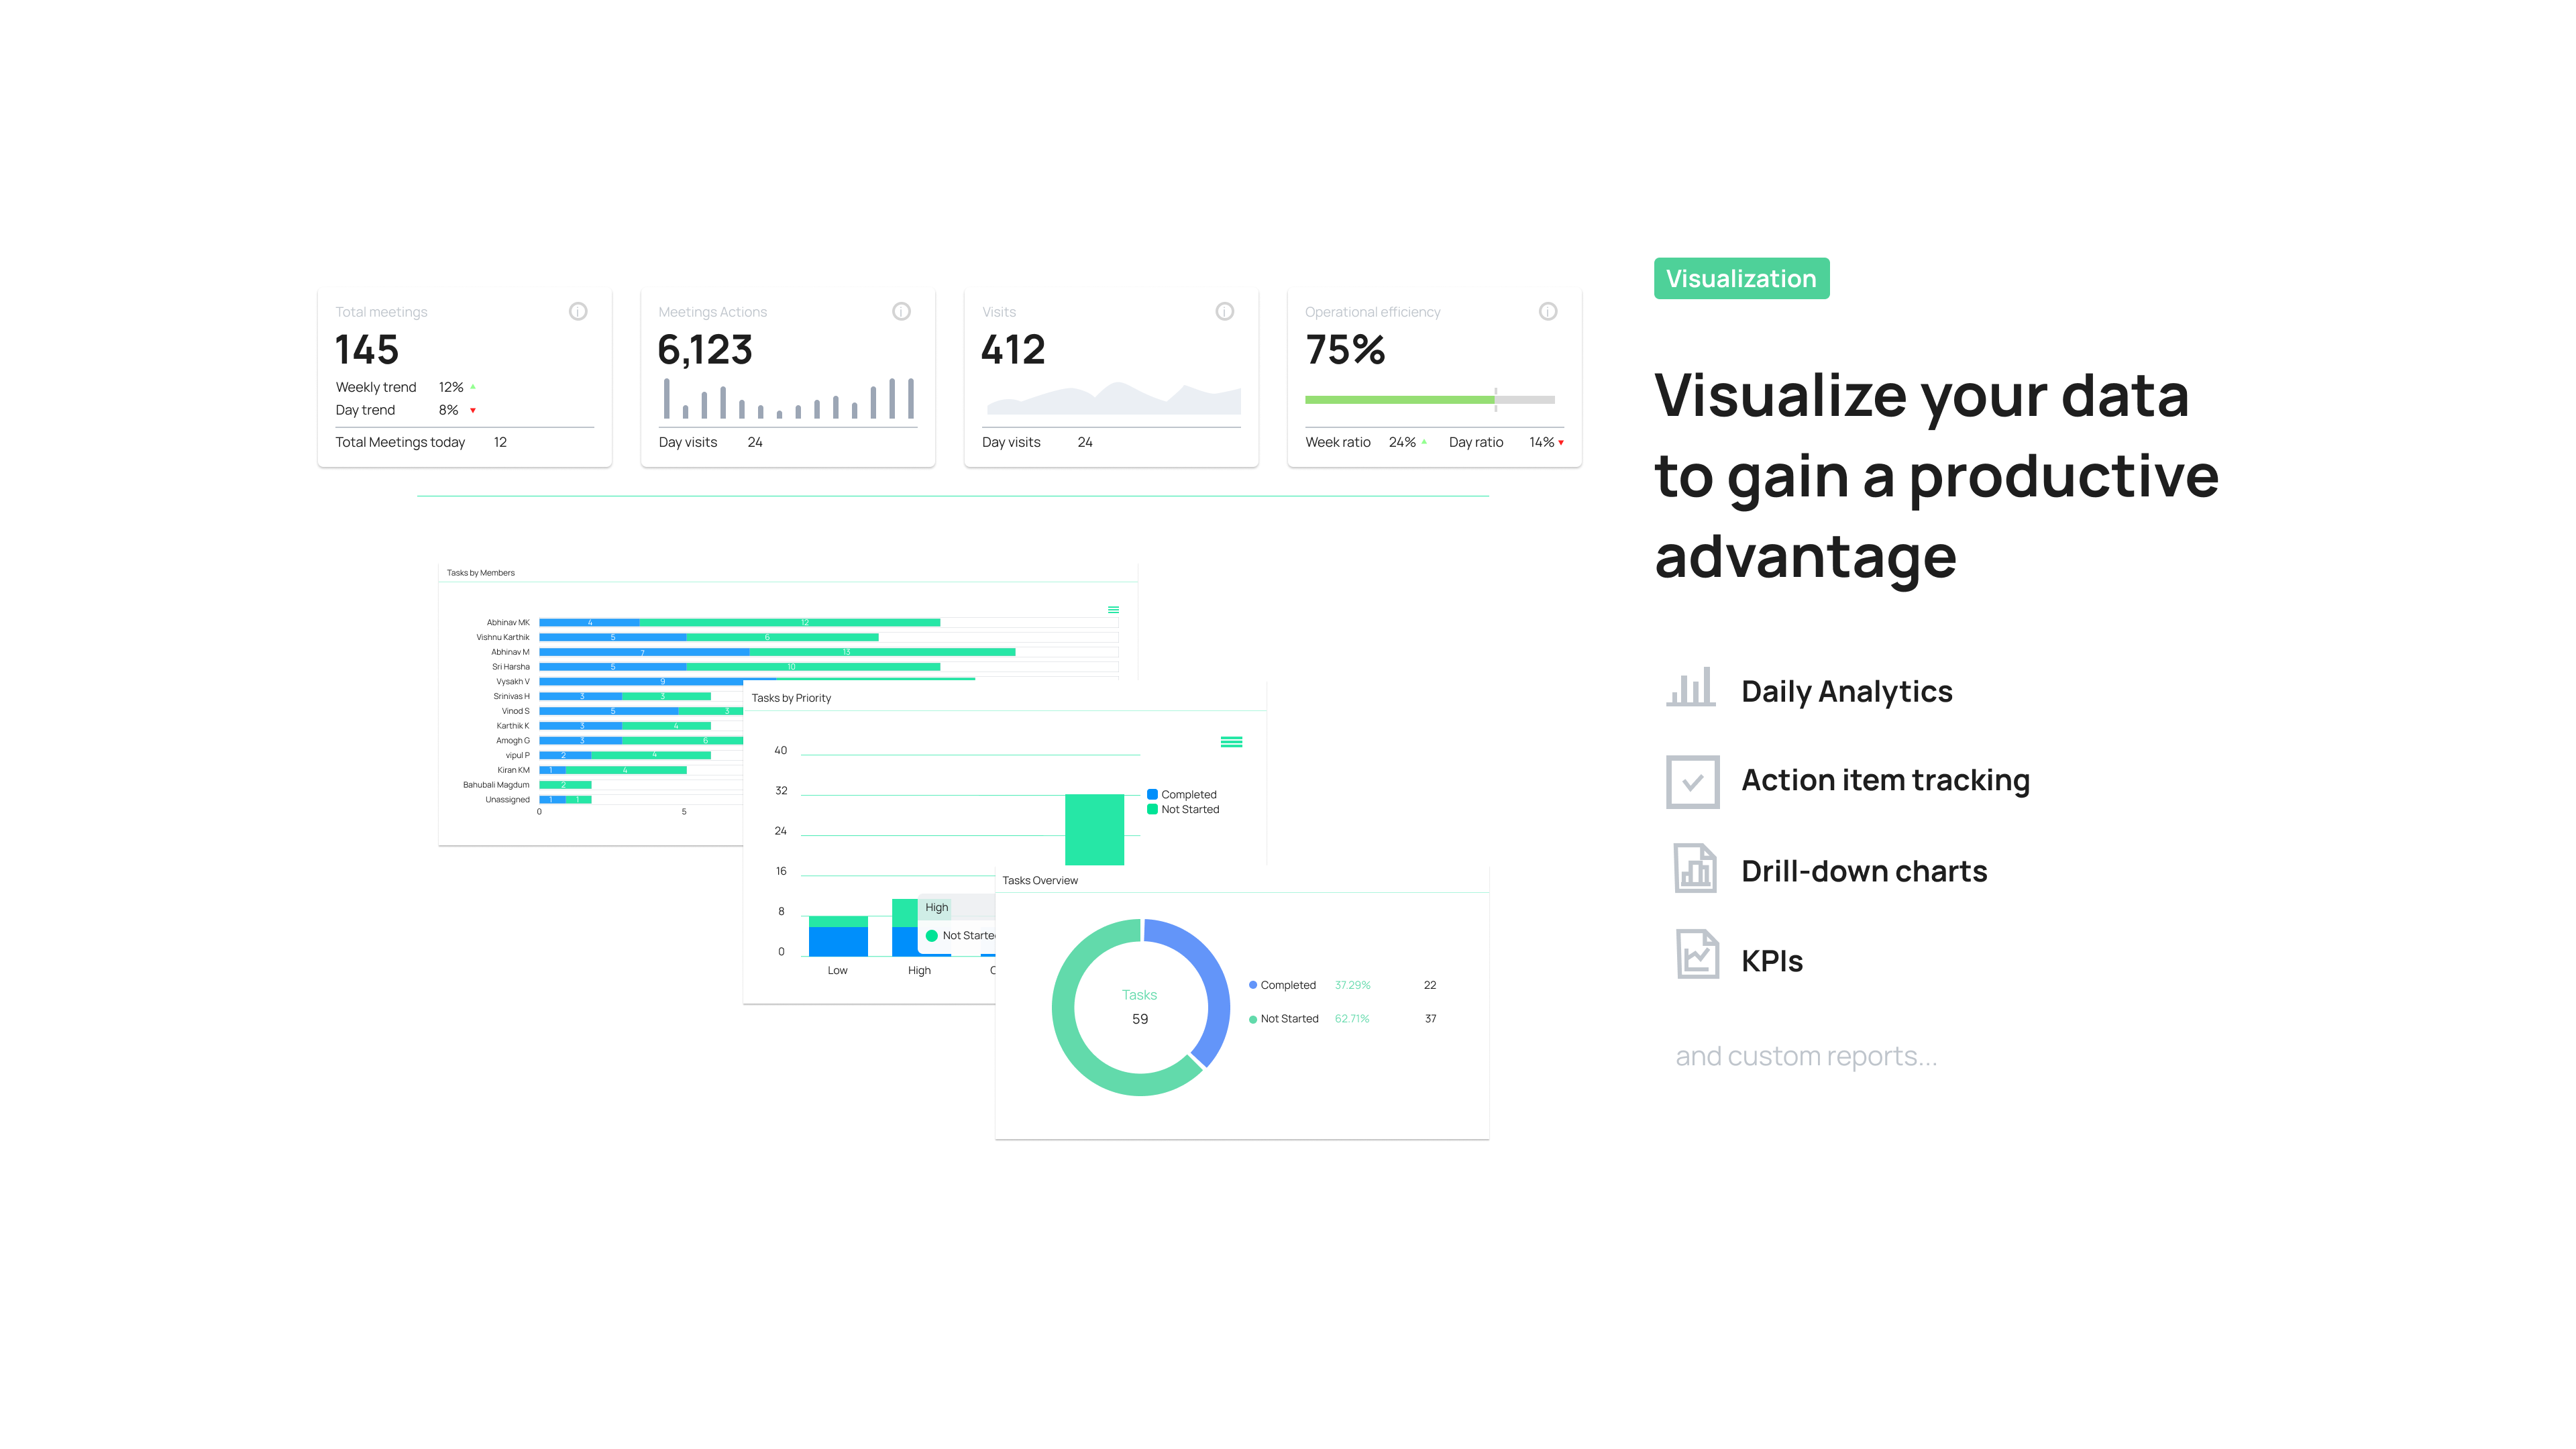 Total meetings
145
Weekly trend 12%
Day trend 8%
Total Meetings today 12
Meetings Actions
6,123
Day visits 24
Visits
412
Day visits 24
Operational efficiency
75%
Week ratio 24% Day ratio 14%
Tasks by Members
Abhinav MK 4 12
Vishnu Karthik 5 6
Abhinav M 7 13
Sri Harsha 5 10
Vysakh V 9
Srinivas H 3 3
Vinod S 5 3
Karthik K 3 4
Amogh G 3 6
vipul P 2 4
Kiran KM 1 4
Bahubali Magdum 2
Unassigned 1 1
0 5
Tasks by Priority
40
32
24
16
8
0
Completed
Not Started
High
Not Starte
Low High
Tasks Overview
Tasks
59
Completed 37.29% 22
Not Started 62.71% 37
Visualization
Visualize your data
to gain a productive
advantage
Daily Analytics
Action item tracking
Drill-down charts
KPIs
and custom reports...